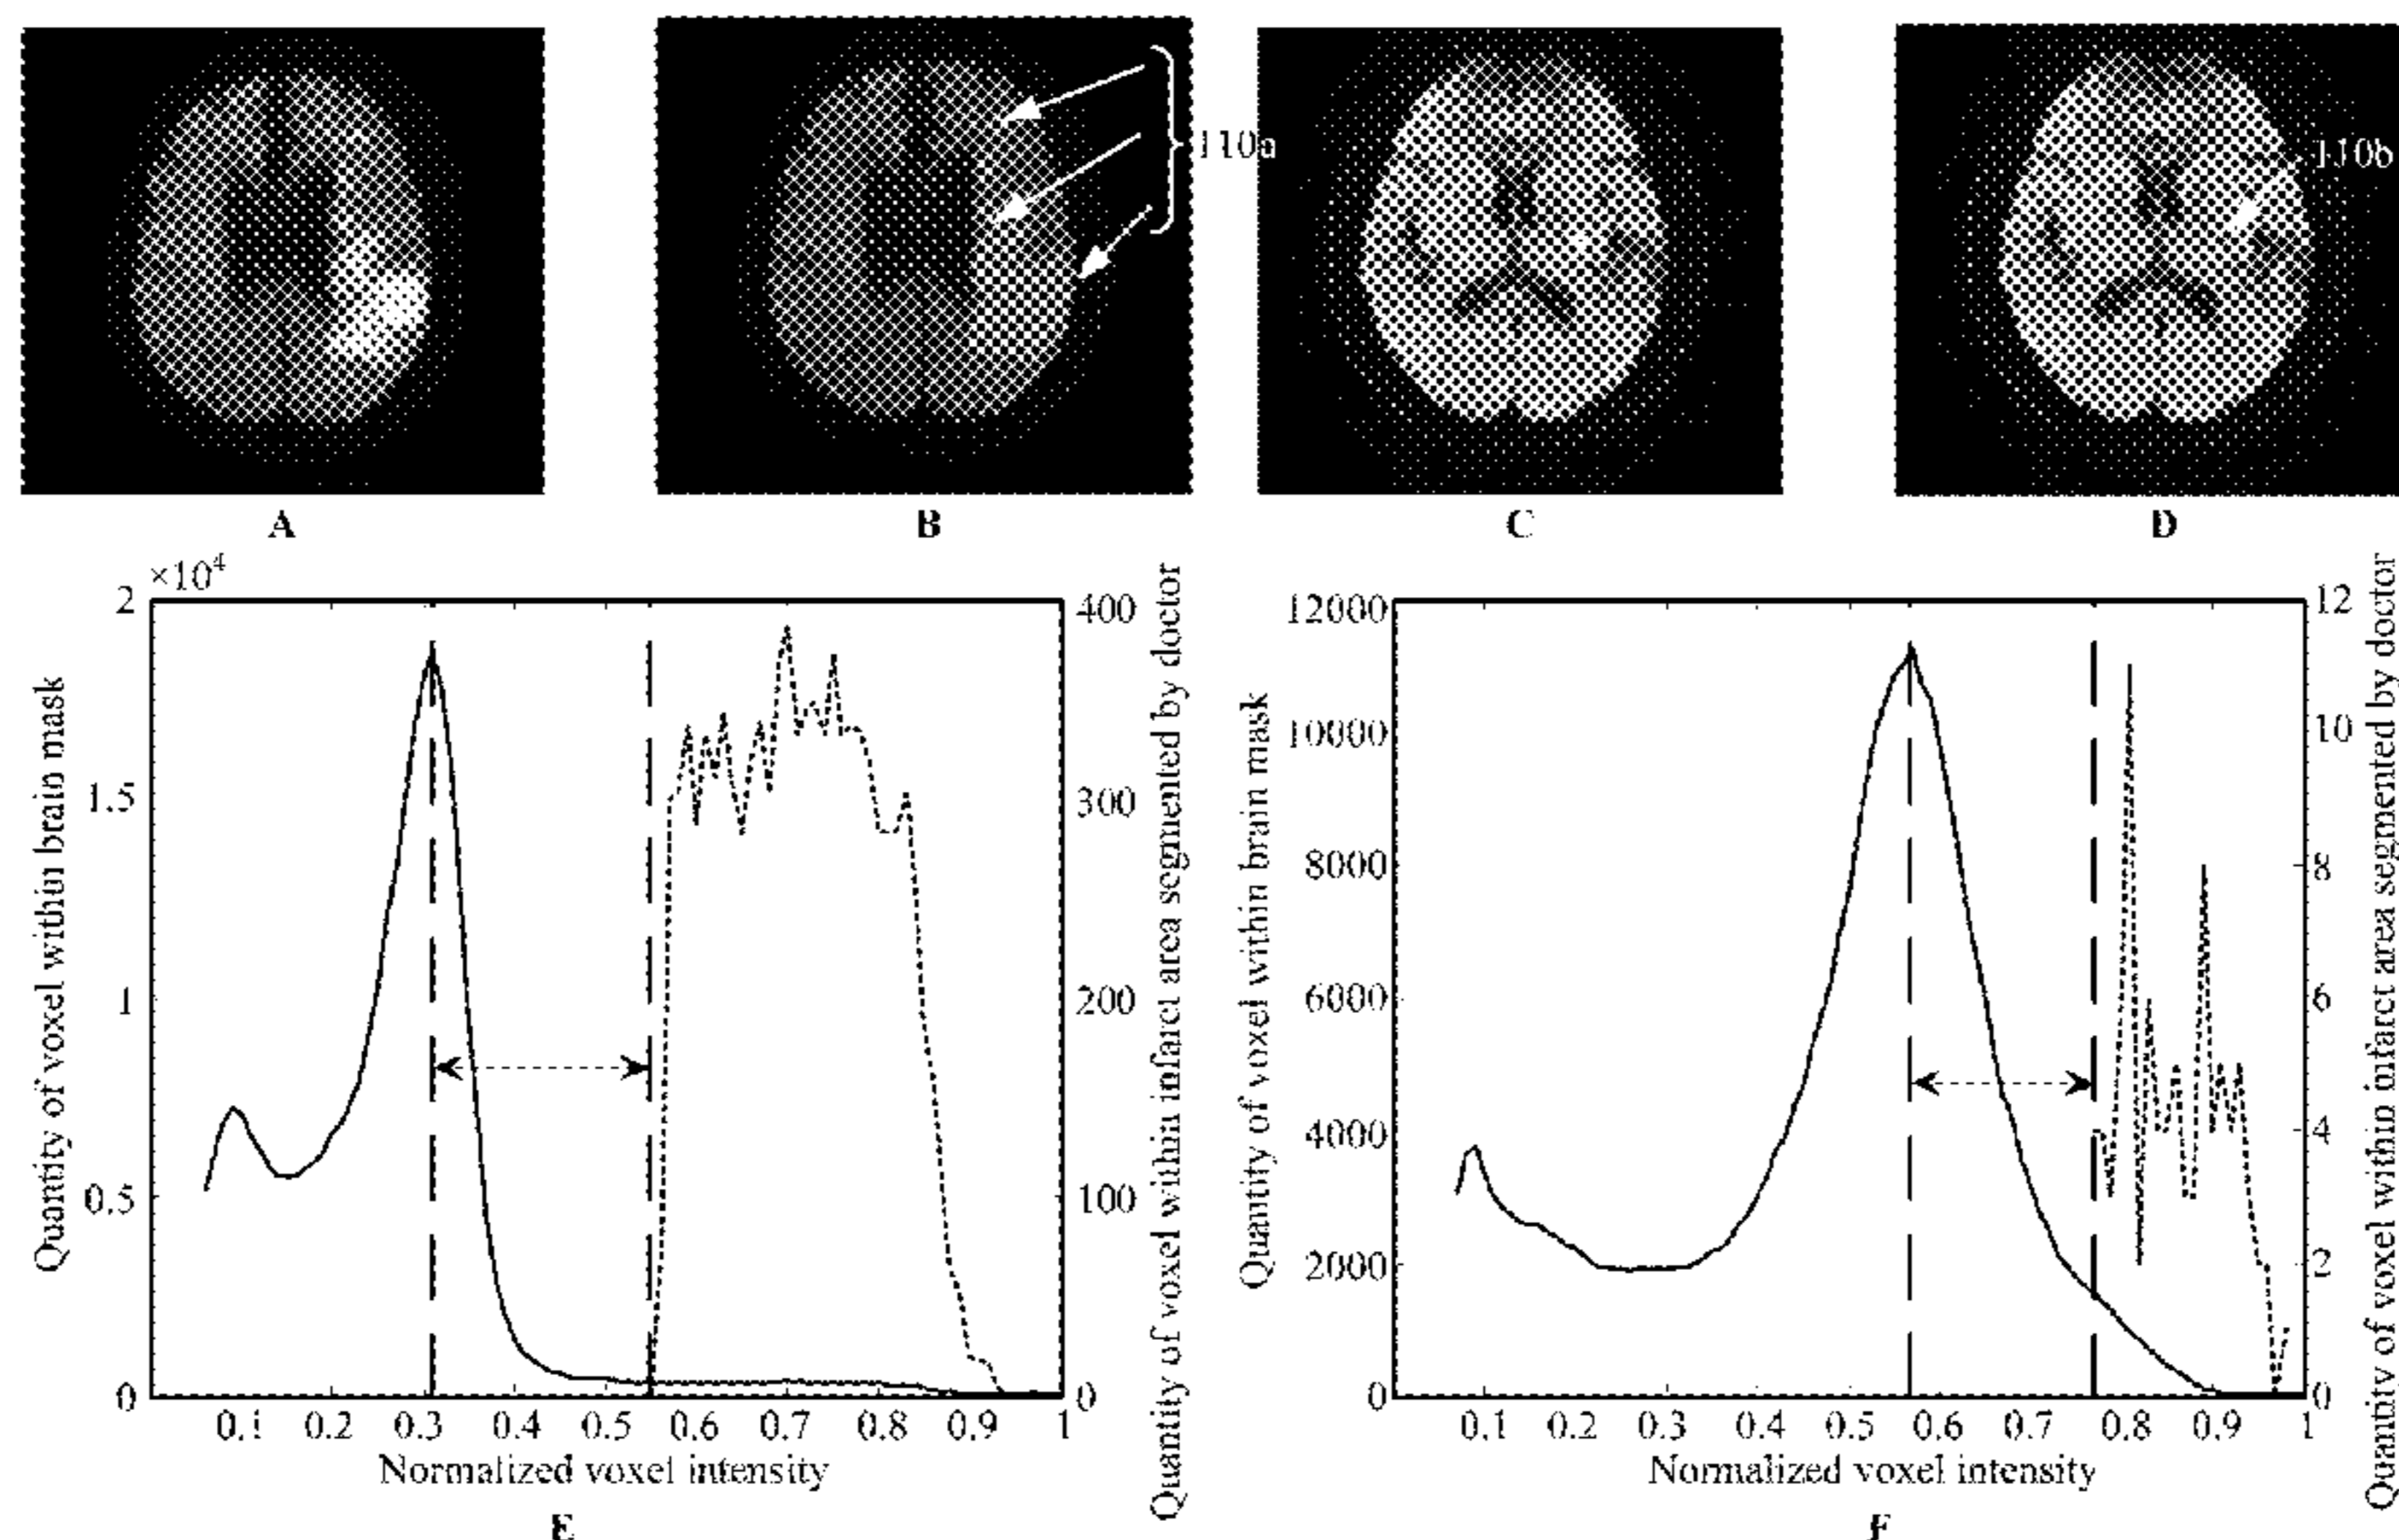 110a
110b
A
B
C
D
×10⁴
2
1.5
1
0.5
0
400
300
200
100
0
0.1 0.2 0.3 0.4 0.5 0.6 0.7 0.8 0.9 1
Quantity of voxel within brain mask
Quantity of voxel within infarct area segmented by doctor
Normalized voxel intensity
E
12000
10000
8000
6000
4000
2000
0
12
10
8
6
4
2
0
0.1 0.2 0.3 0.4 0.5 0.6 0.7 0.8 0.9 1
Quantity of voxel within brain mask
Quantity of voxel within infarct area segmented by doctor
Normalized voxel intensity
F